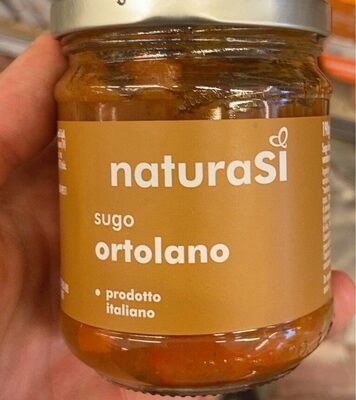 naturaSì
sugo
ortolano
• prodotto
italiano